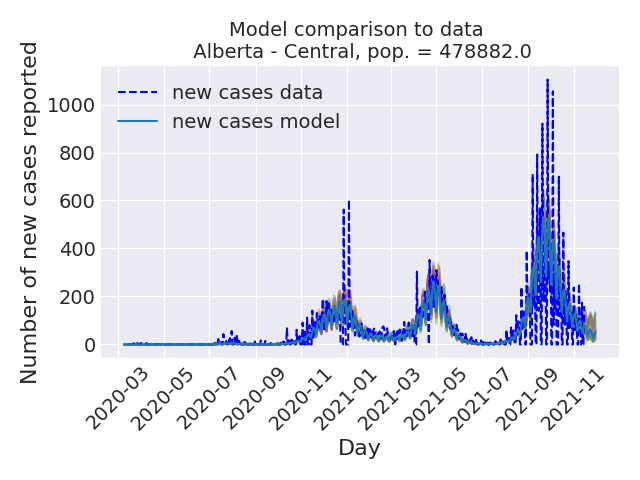 Model comparison to data
Alberta - Central, pop. = 478882.0
Number of new cases reported
1000
800
600
400
200
0
new cases data
new cases model
2020-03
2020-05
2020-07
2020-09
2020-11
2021-01
2021-03
2021-05
2021-07
2021-09
2021-11
Day